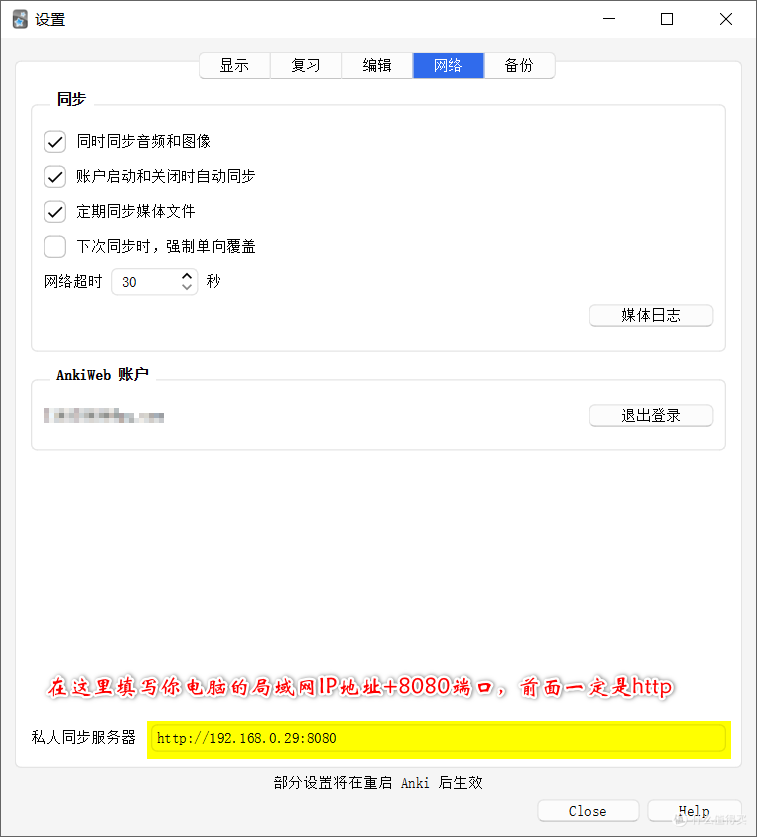 设置
显示 复习 编辑 网络 备份
同步
同时同步音频和图像
账户启动和关闭时自动同步
定期同步媒体文件
下次同步时，强制单向覆盖
网络超时 30 秒
媒体日志
AnkiWeb 账户
退出登录
在这里填写你电脑的局域网IP地址+8080端口，前面一定是http
私人同步服务器 http://192.168.0.29:8080
部分设置将在重启 Anki 后生效
Close Help